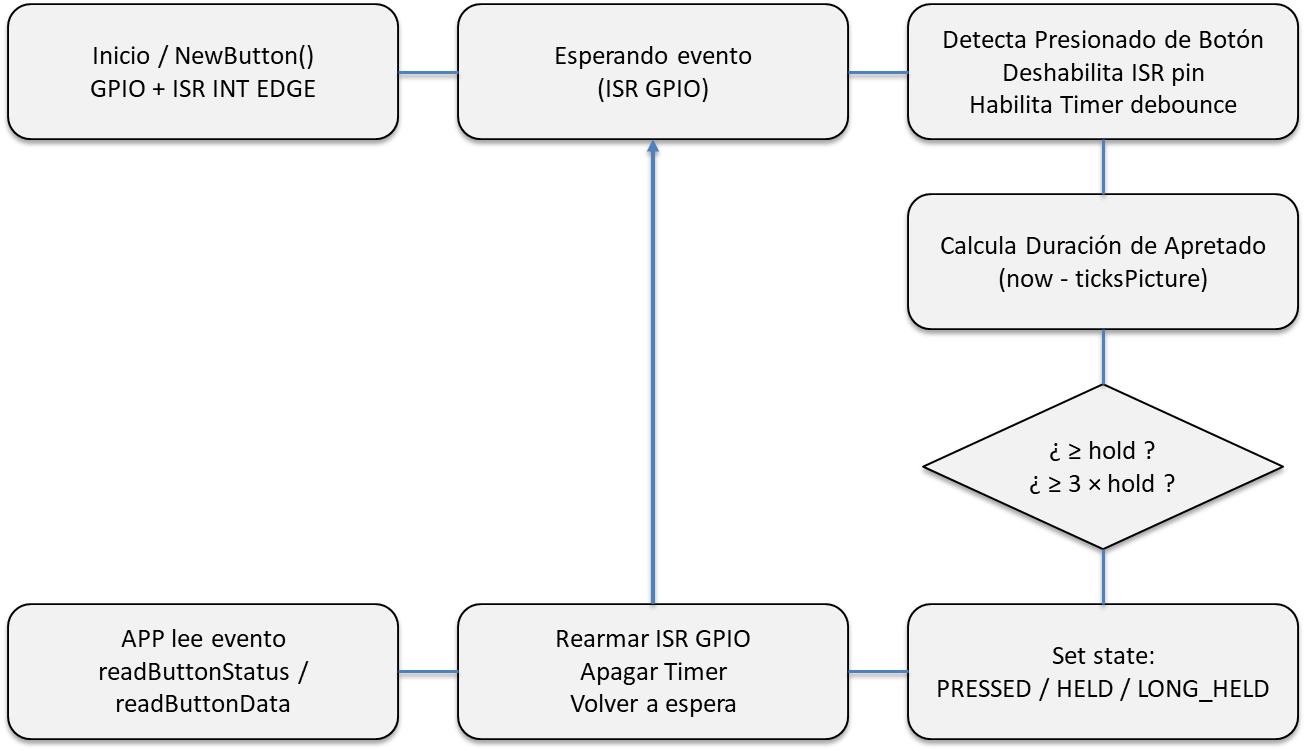 Inicio / NewButton()
GPIO + ISR INT EDGE
Esperando evento
(ISR GPIO)
Detecta Presionado de Botón
Deshabilita ISR pin
Habilita Timer debounce
Calcula Duración de Apretado
(now - ticksPicture)
¿ ≥ hold ?
¿ ≥ 3 × hold ?
Set state:
PRESSED / HELD / LONG_HELD
Rearmar ISR GPIO
Apagar Timer
Volver a espera
APP lee evento
readButtonStatus /
readButtonData